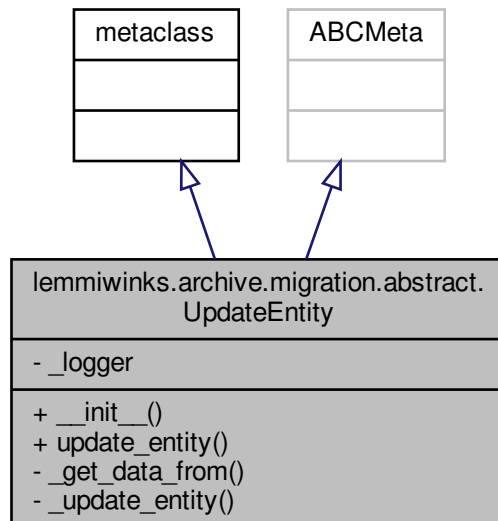 metaclass
ABCMeta
lemmiwinks.archive.migration.abstract.
UpdateEntity
- _logger
+ __init__()
+ update_entity()
- _get_data_from()
- _update_entity()